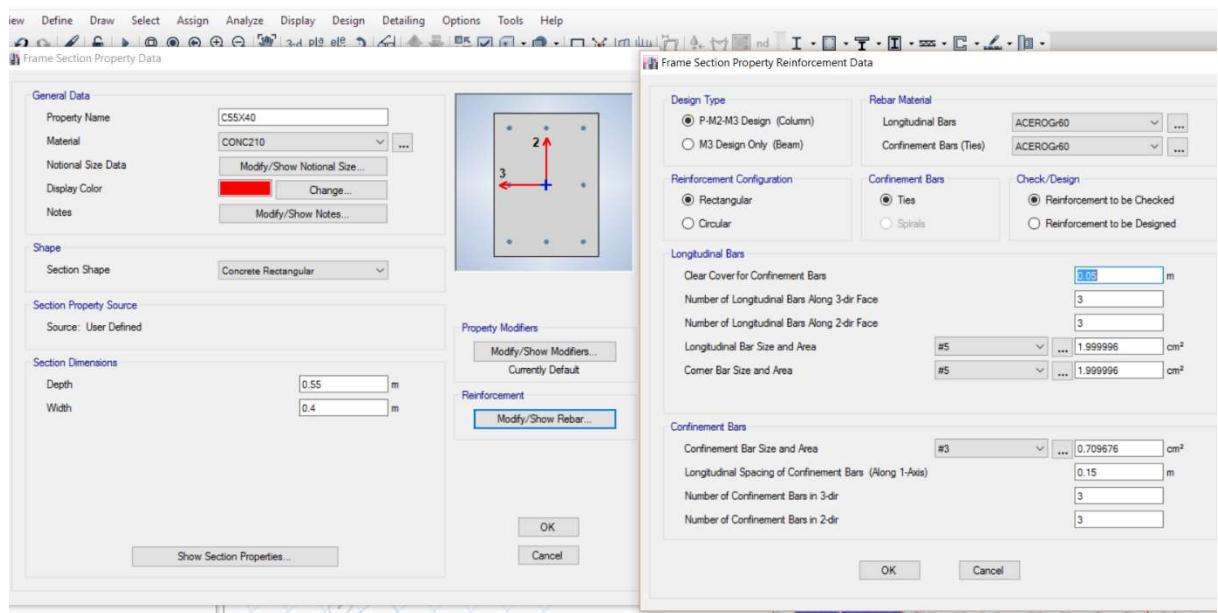 ew Define Draw Select Assign Analyze Display Design Detailing Options Tools Help
3-d pla ele nd
Frame Section Property Data
General Data
Property Name C55X40
Material CONC210 ...
Notional Size Data Modify/Show Notional Size...
Display Color Change...
Notes Modify/Show Notes...
2
3
Shape
Section Shape Concrete Rectangular
Section Property Source
Source: User Defined
Property Modifiers
Modify/Show Modifiers...
Currently Default
Section Dimensions
Depth 0.55 m
Width 0.4 m
Reinforcement
Modify/Show Rebar...
OK
Show Section Properties... Cancel
Frame Section Property Reinforcement Data
Design Type
P-M2-M3 Design (Column)
M3 Design Only (Beam)
Rebar Material
Longitudinal Bars ACEROGr60 ...
Confinement Bars (Ties) ACEROGr60 ...
Reinforcement Configuration
Rectangular
Circular
Confinement Bars
Ties
Spirals
Check/Design
Reinforcement to be Checked
Reinforcement to be Designed
Longitudinal Bars
Clear Cover for Confinement Bars 0.05 m
Number of Longitudinal Bars Along 3-dir Face 3
Number of Longitudinal Bars Along 2-dir Face 3
Longitudinal Bar Size and Area #5 ... 1.999996 cm²
Corner Bar Size and Area #5 ... 1.999996 cm²
Confinement Bars
Confinement Bar Size and Area #3 ... 0.709676 cm²
Longitudinal Spacing of Confinement Bars (Along 1-Axis) 0.15 m
Number of Confinement Bars in 3-dir 3
Number of Confinement Bars in 2-dir 3
OK Cancel